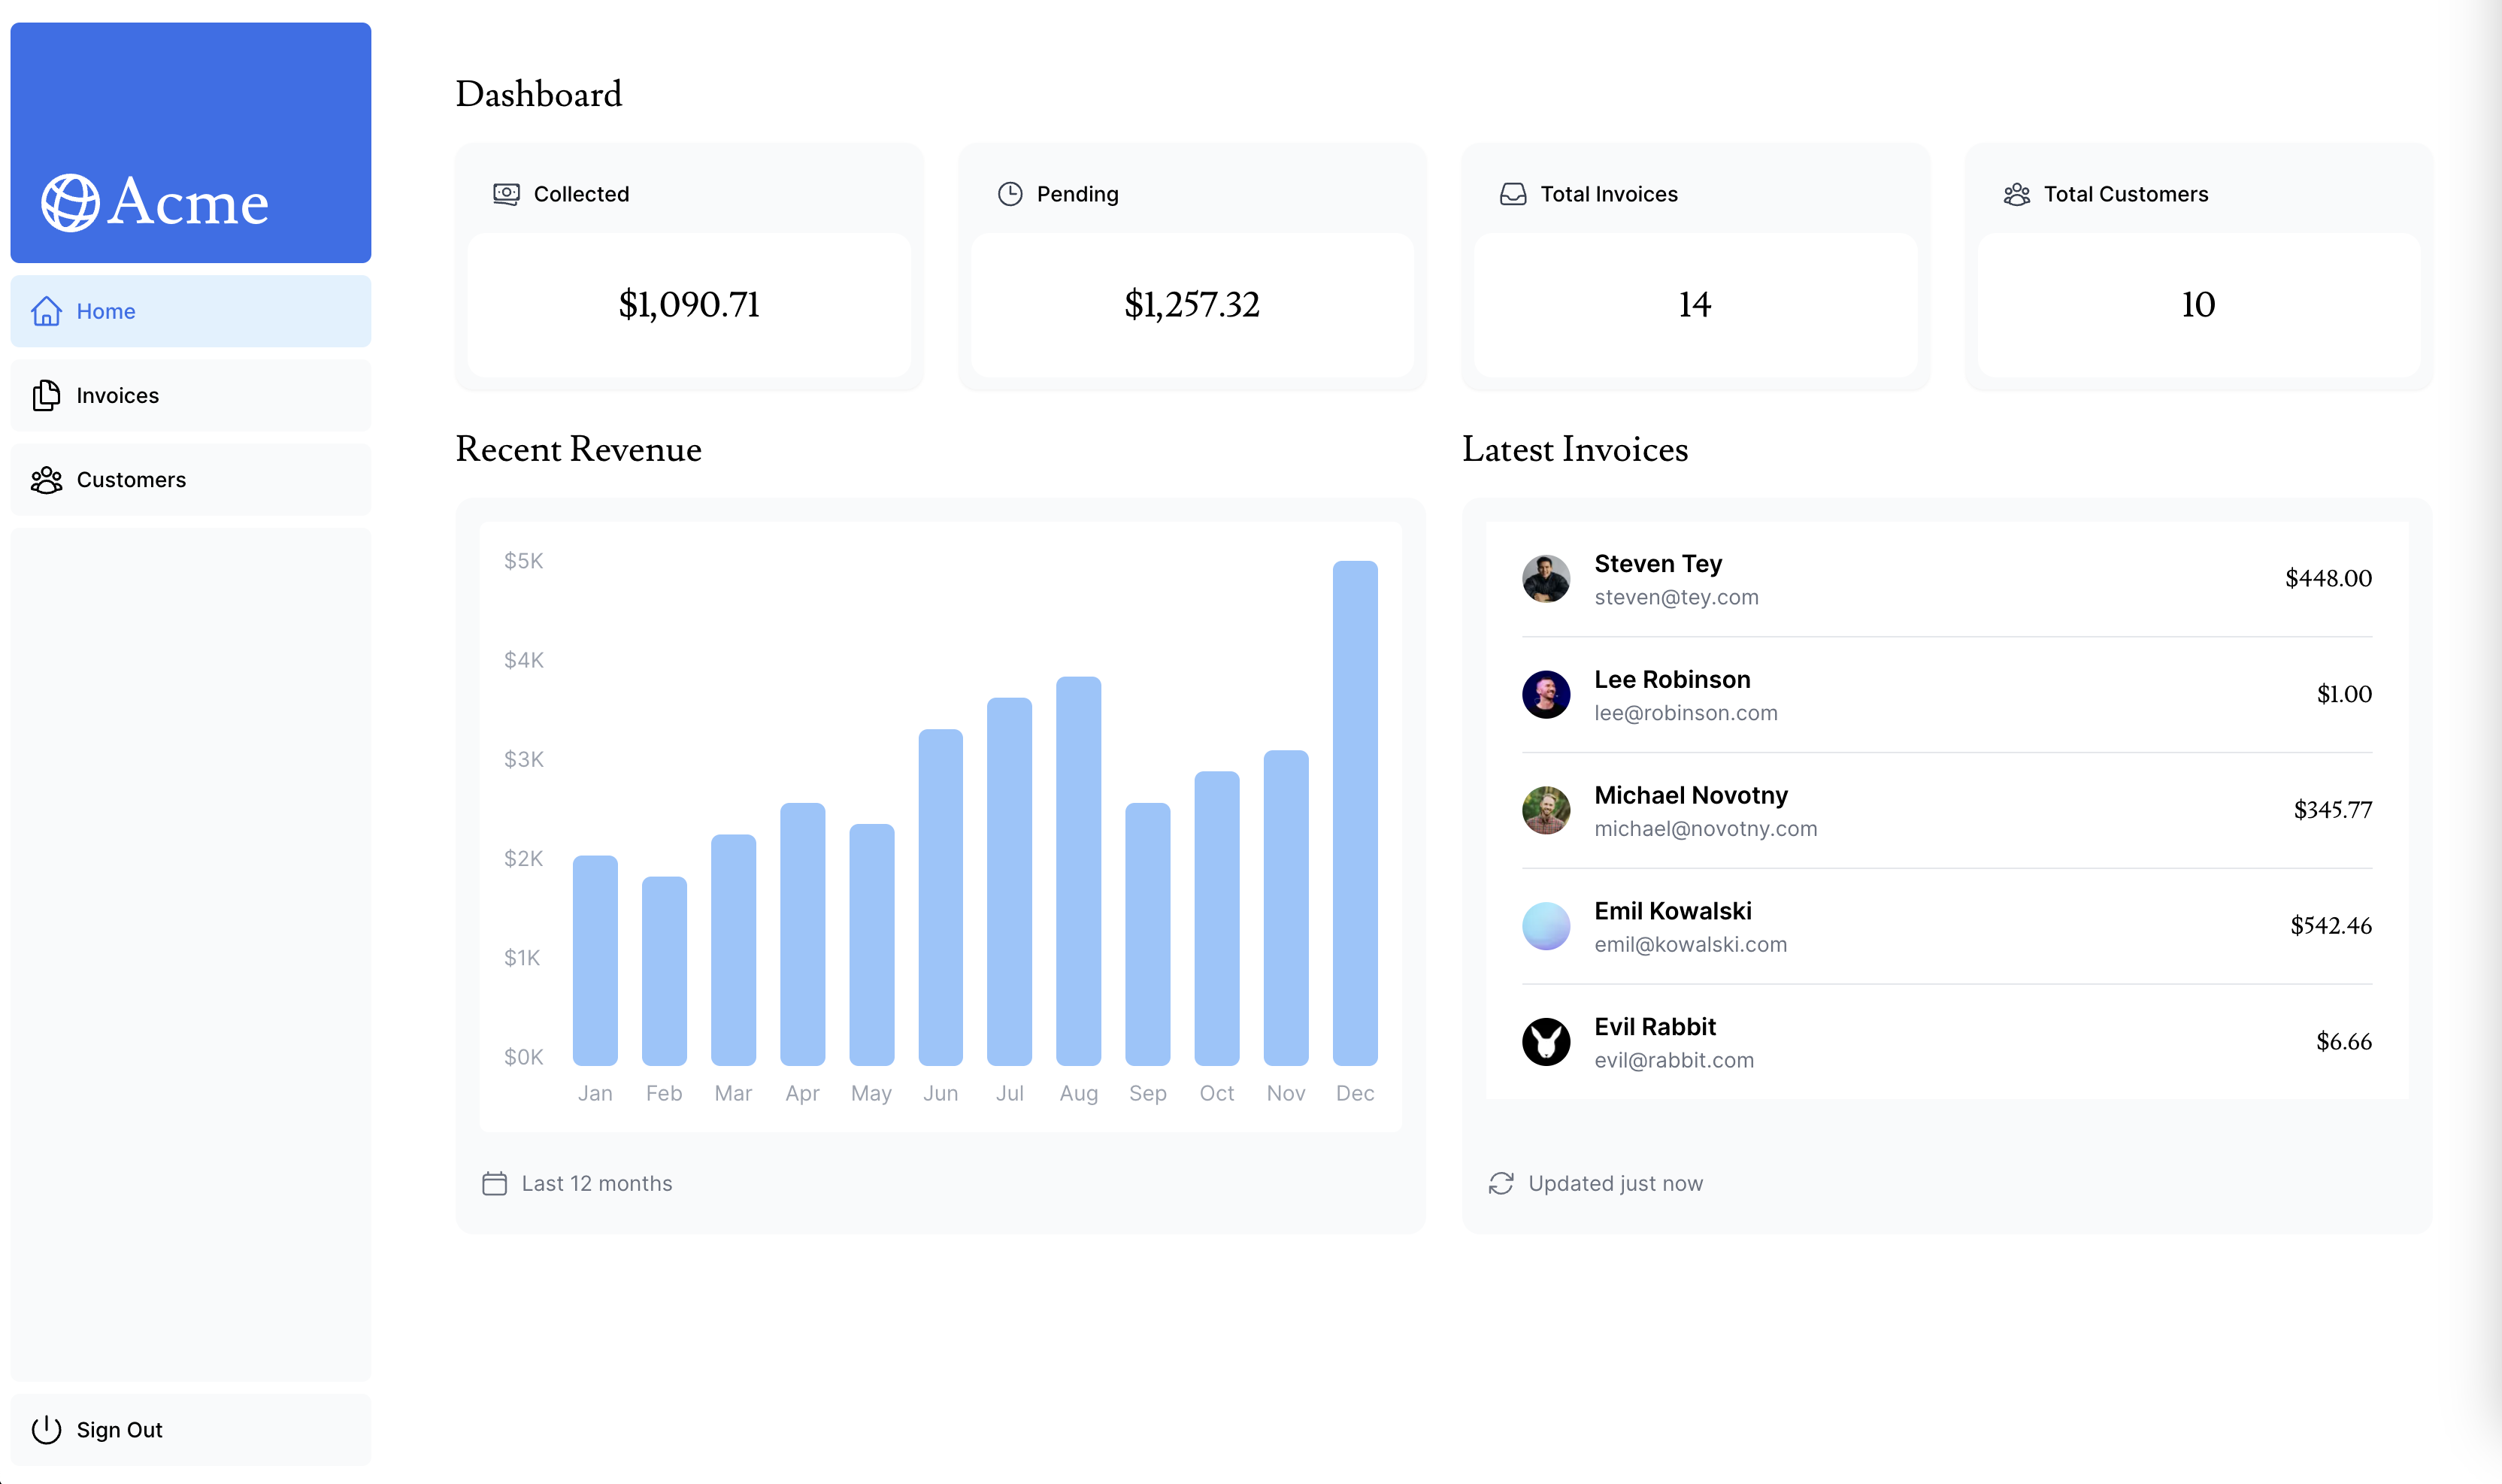 Acme
Home
Invoices
Customers
Sign Out
Dashboard
Collected
$1,090.71
Pending
$1,257.32
Total Invoices
14
Total Customers
10
Recent Revenue
$5K
$4K
$3K
$2K
$1K
$0K
Jan Feb Mar Apr May Jun Jul Aug Sep Oct Nov Dec
Last 12 months
Latest Invoices
Steven Tey
steven@tey.com
$448.00
Lee Robinson
lee@robinson.com
$1.00
Michael Novotny
michael@novotny.com
$345.77
Emil Kowalski
emil@kowalski.com
$542.46
Evil Rabbit
evil@rabbit.com
$6.66
Updated just now